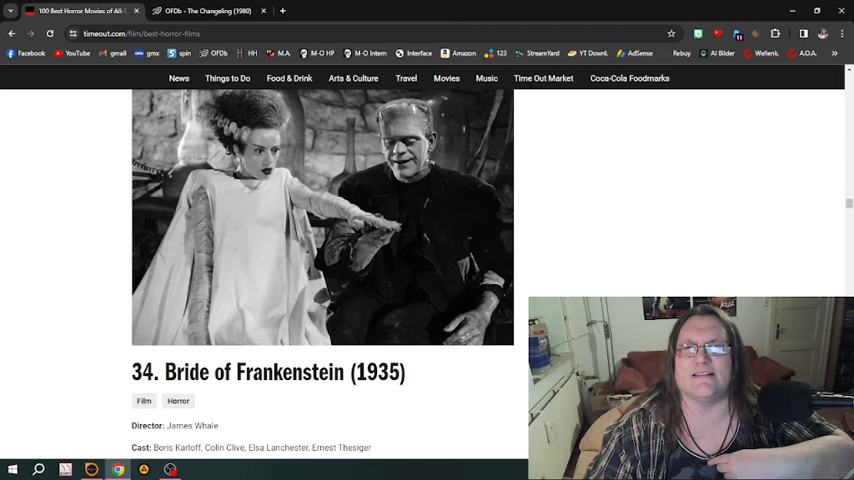 100 Best Horror Movies of All-T
OFDb - The Changeling (1980)
timeout.com/film/best-horror-films
Facebook
YouTube
gmail
gmx
spin
OFDb
HH
M.A.
M-O HP
M-O Intern
Interface
Amazon
123
StreamYard
YT Downl.
AdSense
Rebuy
AI Bilder
Wellenk.
A.O.A.
News
Things to Do
Food & Drink
Arts & Culture
Travel
Movies
Music
Time Out Market
Coca-Cola Foodmarks
34. Bride of Frankenstein (1935)
Film
Horror
Director: James Whale
Cast: Boris Karloff, Colin Clive, Elsa Lanchester, Ernest Thesiger